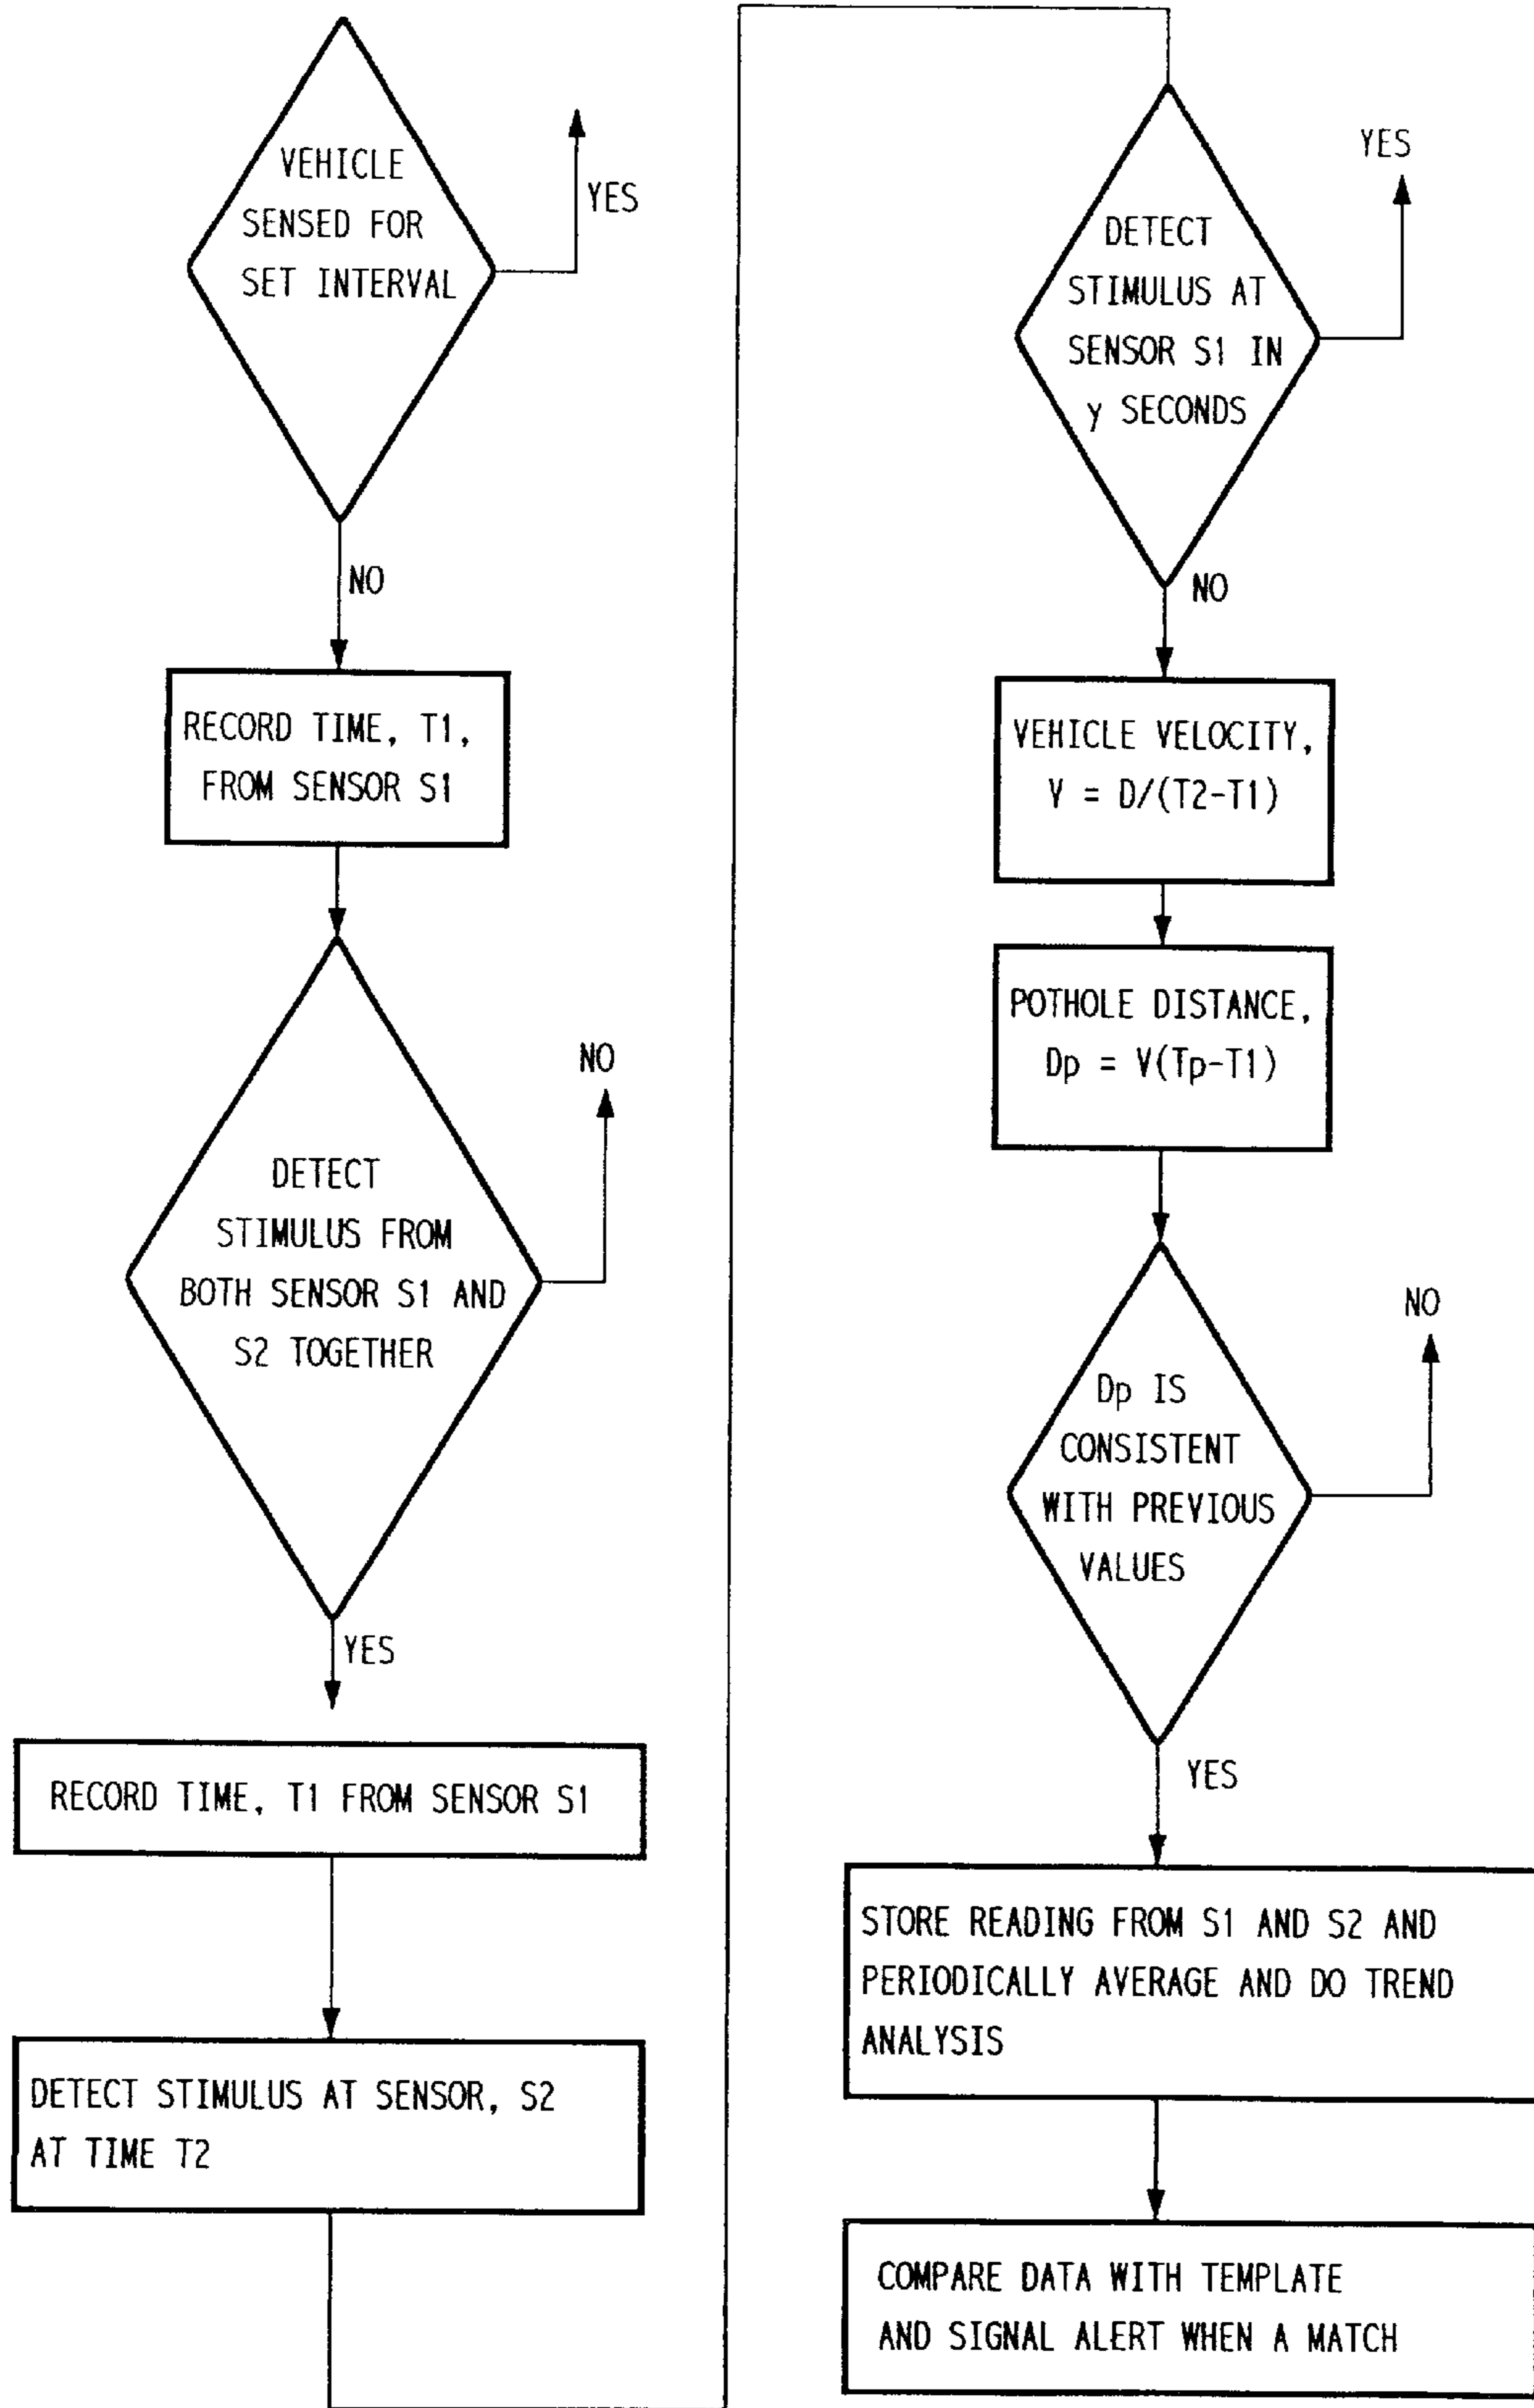 VEHICLE
SENSED FOR
SET INTERVAL
YES
NO
RECORD TIME, T1,
FROM SENSOR S1
DETECT
STIMULUS FROM
BOTH SENSOR S1 AND
S2 TOGETHER
NO
YES
RECORD TIME, T1 FROM SENSOR S1
DETECT STIMULUS AT SENSOR, S2
AT TIME T2
DETECT
STIMULUS AT
SENSOR S1 IN
y SECONDS
YES
NO
VEHICLE VELOCITY,
V = D/(T2-T1)
POTHOLE DISTANCE,
Dp = V(Tp-T1)
Dp IS
CONSISTENT
WITH PREVIOUS
VALUES
NO
YES
STORE READING FROM S1 AND S2 AND
PERIODICALLY AVERAGE AND DO TREND
ANALYSIS
COMPARE DATA WITH TEMPLATE
AND SIGNAL ALERT WHEN A MATCH